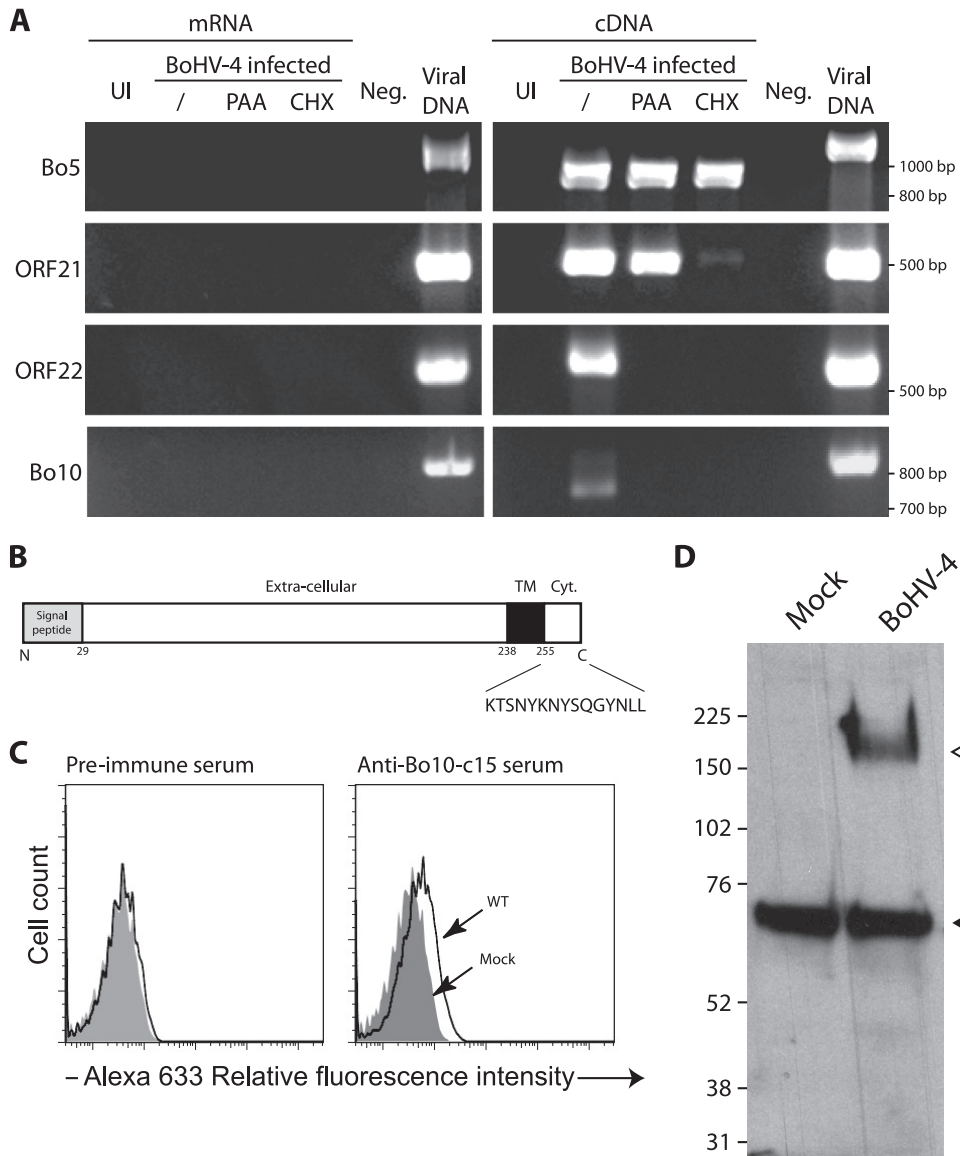 A
mRNA
cDNA
UI
BoHV-4 infected
/ PAA CHX
Neg.
Viral
DNA
UI
BoHV-4 infected
/ PAA CHX
Neg.
Viral
DNA
Bo5
1000 bp
800 bp
ORF21
500 bp
ORF22
500 bp
Bo10
800 bp
700 bp
B
Extra-cellular
TM
Cyt.
Signal
peptide
N
29
238
255
C
KTSNYKNYSQGYNLL
C
Pre-immune serum
Anti-Bo10-c15 serum
Cell count
WT
Mock
– Alexa 633 Relative fluorescence intensity
D
Mock
BoHV-4
225
150
102
76
52
38
31